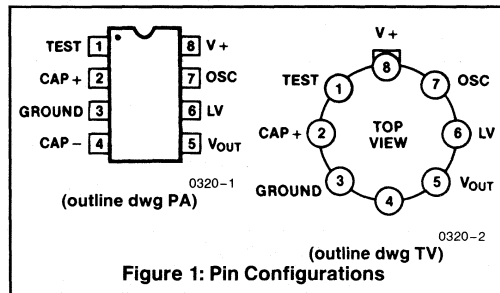 TEST 1 8 V+
CAP+ 2 7 OSC
GROUND 3 6 LV
CAP- 4 5 VOUT
0320-1
(outline dwg PA)
V+
8
TEST 1 7 OSC
CAP+ 2 TOP VIEW 6 LV
GROUND 3 5 VOUT
4
0320-2
(outline dwg TV)
Figure 1: Pin Configurations